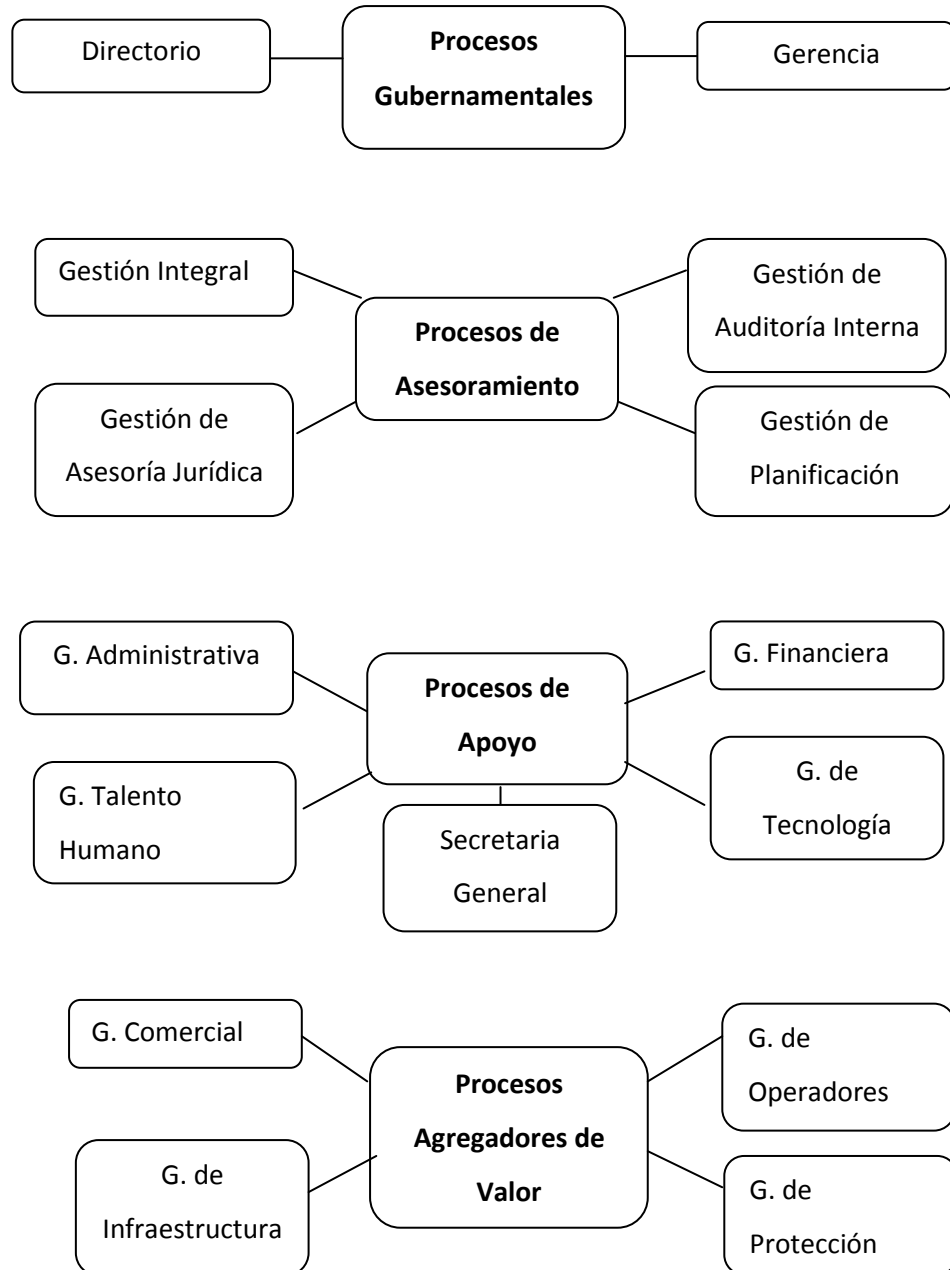 Directorio
Procesos
Gubernamentales
Gerencia
Gestión Integral
Gestión de
Auditoría Interna
Procesos de
Asesoramiento
Gestión de
Asesoría Jurídica
Gestión de
Planificación
G. Administrativa
G. Financiera
Procesos de
Apoyo
G. Talento
Humano
G. de
Tecnología
Secretaria
General
G. Comercial
G. de
Operadores
Procesos
Agregadores de
Valor
G. de
Infraestructura
G. de
Protección